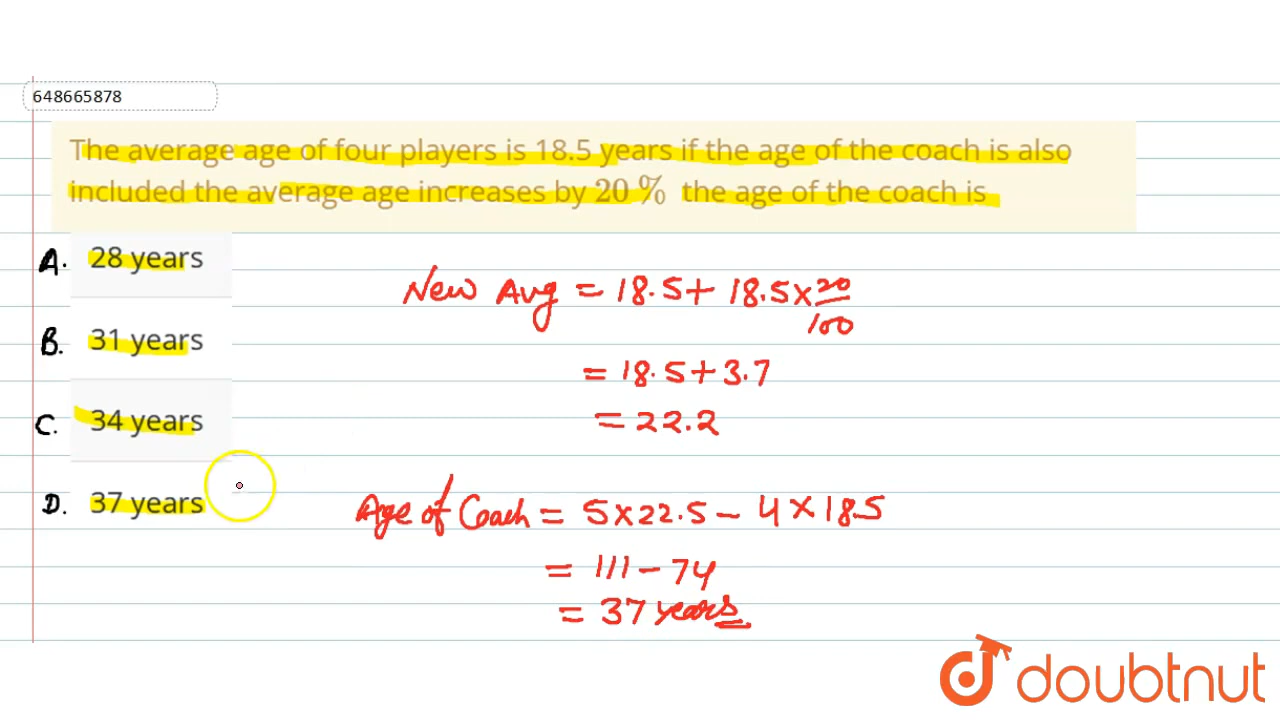 648665878
The average age of four players is 18.5 years if the age of the coach is also
included the average age increases by 20 % the age of the coach is
A. 28 years
B. 31 years
C. 34 years
D. 37 years
New Avg = 18.5 + 18.5 × 20/100
= 18.5 + 3.7
= 22.2
Age of Coach = 5 × 22.5 – 4 × 18.5
= 111 – 74
= 37 years
doubtnut